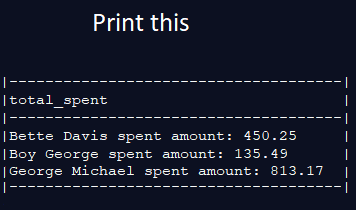 Print this
|-------------------------------------|
|total_spent                          |
|-------------------------------------|
|Bette Davis spent amount: 450.25     |
|Boy George spent amount: 135.49      |
|George Michael spent amount: 813.17  |
|-------------------------------------|